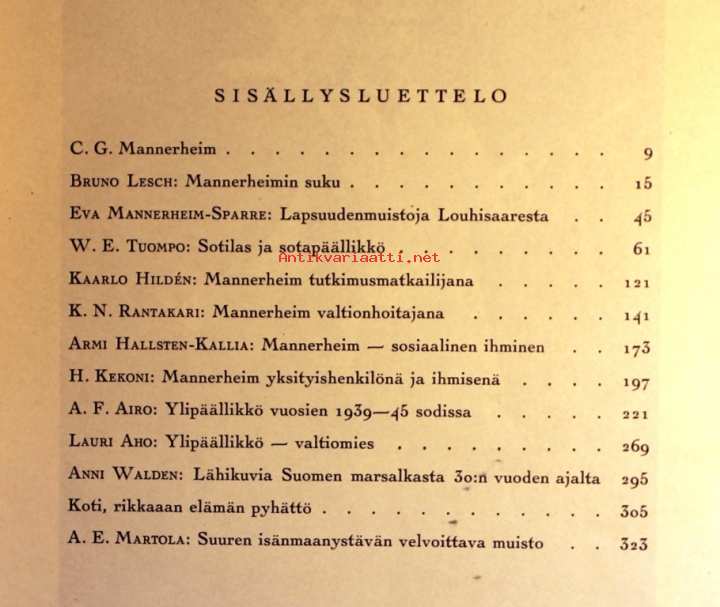 SISÄLLYSLUETTELO
C. G. Mannerheim . . . . . . . . . . . . . . 9
BRUNO LESCH: Mannerheimin suku . . . . . . . . . 15
EVA MANNERHEIM-SPARRE: Lapsuudenmuistoja Louhisaaresta . . 45
W. E. TUOMPO: Sotilas ja sotapäällikkö . . . . . . . . 61
Antikvariaatti.net
KAARLO HILDÉN: Mannerheim tutkimusmatkailijana . . . . . 121
K. N. RANTAKARI: Mannerheim valtionhoitajana . . . . . . 141
ARMI HALLSTEN-KALLIA: Mannerheim — sosiaalinen ihminen . . 173
H. KEKONI: Mannerheim yksityishenkilönä ja ihmisenä . . . . 197
A. F. AIRO: Ylipäällikkö vuosien 1939—45 sodissa . . . . . 221
LAURI AHO: Ylipäällikkö — valtiomies . . . . . . . . 269
ANNI WALDEN: Lähikuvia Suomen marsalkasta 30:n vuoden ajalta 295
Koti, rikkaaan elämän pyhättö . . . . . . . . . . . 305
A. E. MARTOLA: Suuren isänmaanystävän velvoittava muisto . . 323